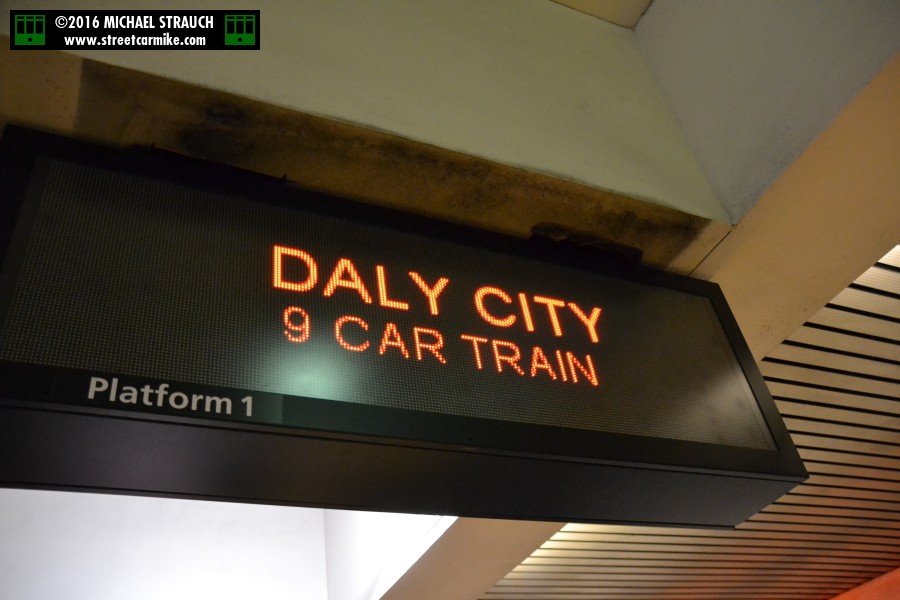 ©2016 MICHAEL STRAUCH
www.streetcarmike.com
DALY CITY
9 CAR TRAIN
Platform 1